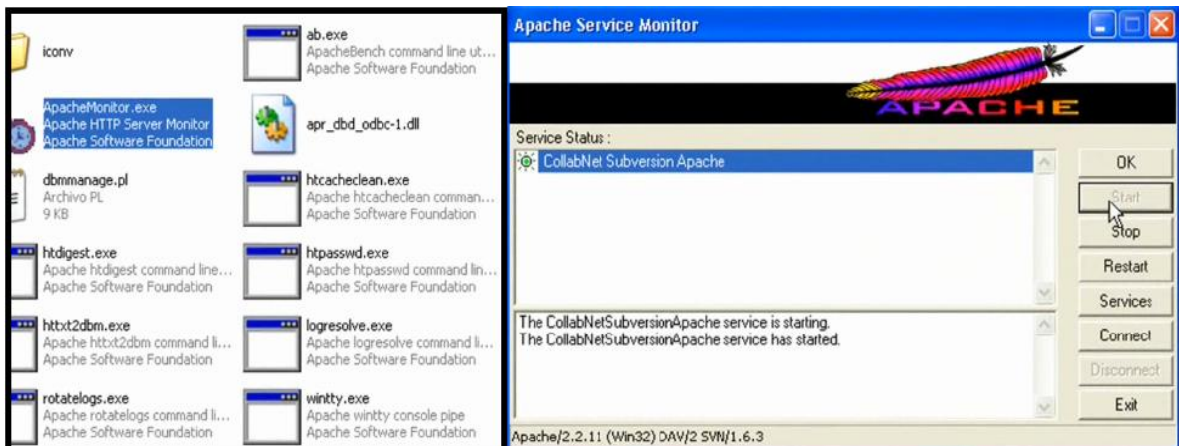 iconv
ab.exe
ApacheBench command line ut...
Apache Software Foundation
ApacheMonitor.exe
Apache HTTP Server Monitor
Apache Software Foundation
apr_dbd_odbc-1.dll
dbmmanage.pl
Archivo PL
9 KB
htcacheclean.exe
Apache htcacheclean comman...
Apache Software Foundation
htdigest.exe
Apache htdigest command line...
Apache Software Foundation
htpasswd.exe
Apache htpasswd command lin...
Apache Software Foundation
httxt2dbm.exe
Apache httxt2dbm command li...
Apache Software Foundation
logresolve.exe
Apache logresolve command li...
Apache Software Foundation
rotatelogs.exe
Apache rotatelogs command li...
Apache Software Foundation
wintty.exe
Apache wintty console pipe
Apache Software Foundation
Apache Service Monitor
APACHE
Service Status :
CollabNet Subversion Apache
OK
Start
Stop
Restart
Services
Connect
Disconnect
Exit
The CollabNetSubversionApache service is starting.
The CollabNetSubversionApache service has started.
Apache/2.2.11 (Win32) DAV/2 SVN/1.6.3